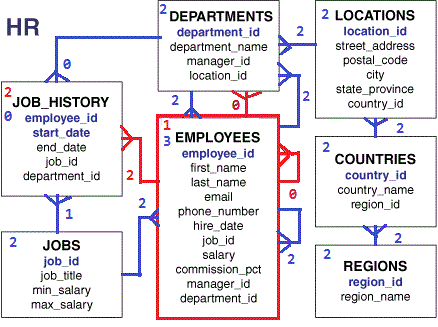 HR
2
DEPARTMENTS
department_id
department_name
manager_id
location_id
2
LOCATIONS
location_id
street_address
postal_code
city
state_province
country_id
2
0
2
0
2
2
2
0
JOB_HISTORY
employee_id
start_date
end_date
job_id
department_id
2
1
1
3
EMPLOYEES
employee_id
first_name
last_name
email
phone_number
hire_date
job_id
salary
commission_pct
manager_id
department_id
0
2
2
2
COUNTRIES
country_id
country_name
region_id
2
2
JOBS
job_id
job_title
min_salary
max_salary
2
REGIONS
region_id
region_name